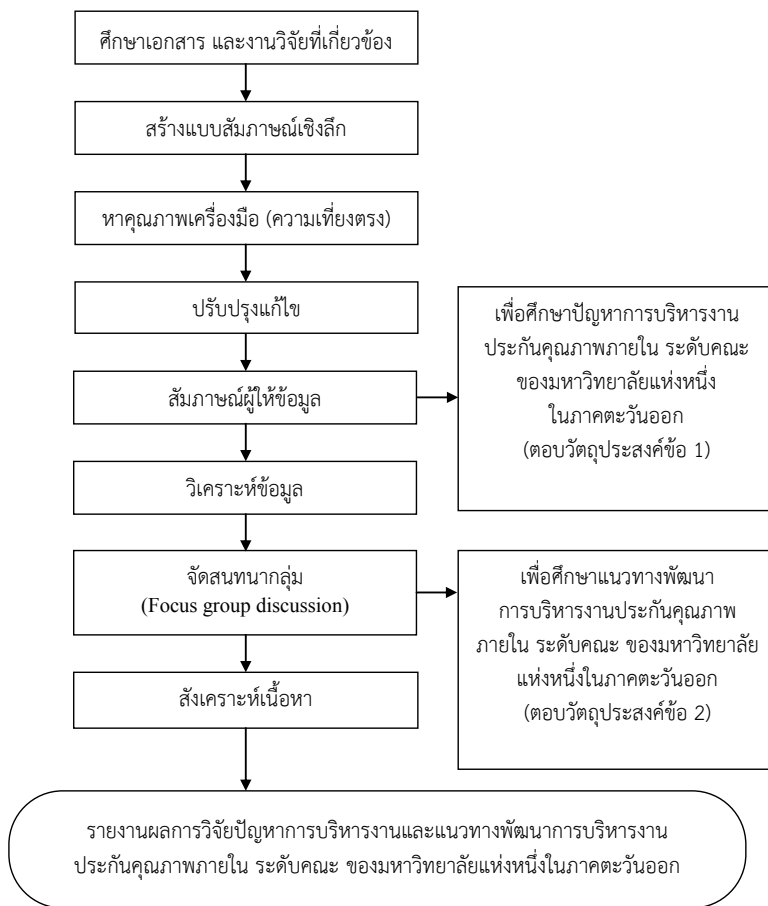 ศึกษาเอกสาร และงานวิจัยที่เกี่ยวข้อง
สร้างแบบสัมภาษณ์เชิงลึก
หาคุณภาพเครื่องมือ (ความเที่ยงตรง)
ปรับปรุงแก้ไข
สัมภาษณ์ผู้ให้ข้อมูล
เพื่อศึกษาปัญหาการบริหารงาน
ประกันคุณภาพภายใน ระดับคณะ
ของมหาวิทยาลัยแห่งหนึ่ง
ในภาคตะวันออก
(ตอบวัตถุประสงค์ข้อ 1)
วิเคราะห์ข้อมูล
จัดสนทนากลุ่ม
(Focus group discussion)
เพื่อศึกษาแนวทางพัฒนา
การบริหารงานประกันคุณภาพ
ภายใน ระดับคณะ ของมหาวิทยาลัย
แห่งหนึ่งในภาคตะวันออก
(ตอบวัตถุประสงค์ข้อ 2)
สังเคราะห์เนื้อหา
รายงานผลการวิจัยปัญหาการบริหารงานและแนวทางพัฒนาการบริหารงาน
ประกันคุณภาพภายใน ระดับคณะ ของมหาวิทยาลัยแห่งหนึ่งในภาคตะวันออก